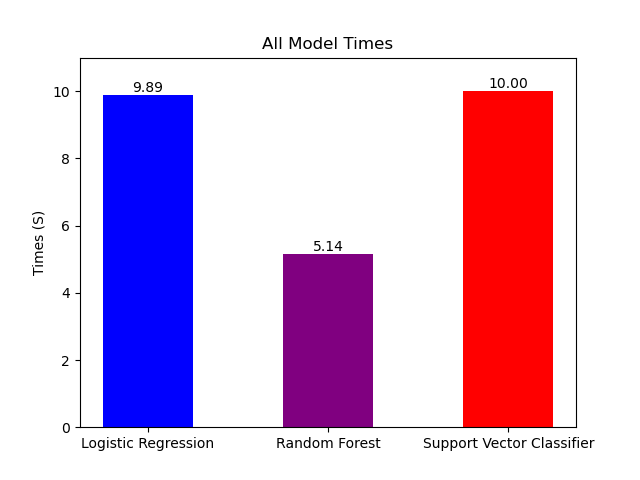 All Model Times
9.89
5.14
10.00
Times (S)
10
8
6
4
2
0
Logistic Regression
Random Forest
Support Vector Classifier